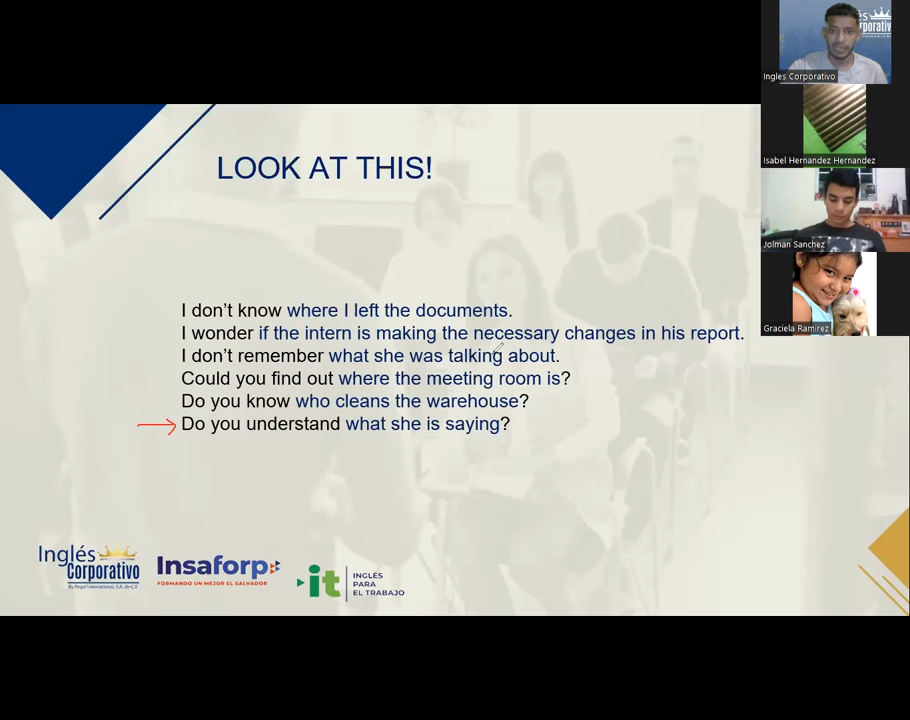 és
rporativ
Ingles Corporativo
Isabel Hernandez Hernandez
Jolman Sanchez
Graciela Ramirez
LOOK AT THIS!
I don’t know where I left the documents.
I wonder if the intern is making the necessary changes in his report.
I don’t remember what she was talking about.
Could you find out where the meeting room is?
Do you know who cleans the warehouse?
Do you understand what she is saying?
Inglés
Corporativo
Insaforp
FORMANDO UN MEJOR EL SALVADOR
it
INGLÉS
PARA
EL TRABAJO